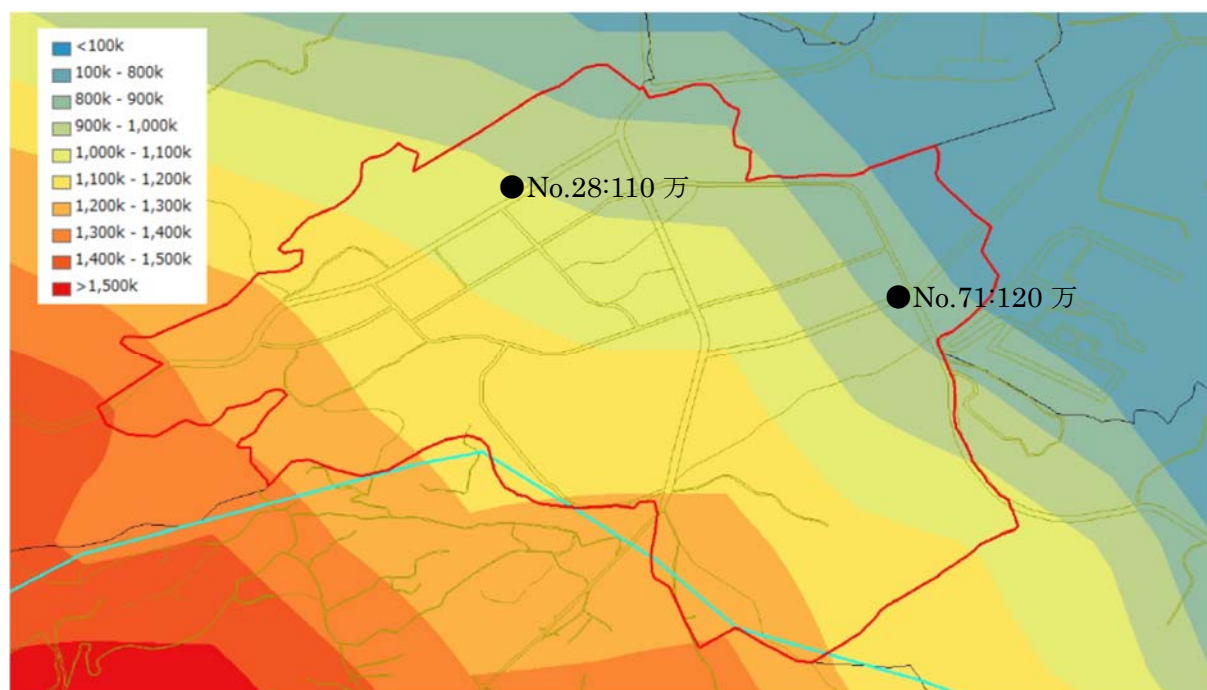 <100k
100k - 800k
800k - 900k
900k - 1,000k
1,000k - 1,100k
1,100k - 1,200k
1,200k - 1,300k
1,300k - 1,400k
1,400k - 1,500k
>1,500k
●No.28:110 万
●No.71:120 万